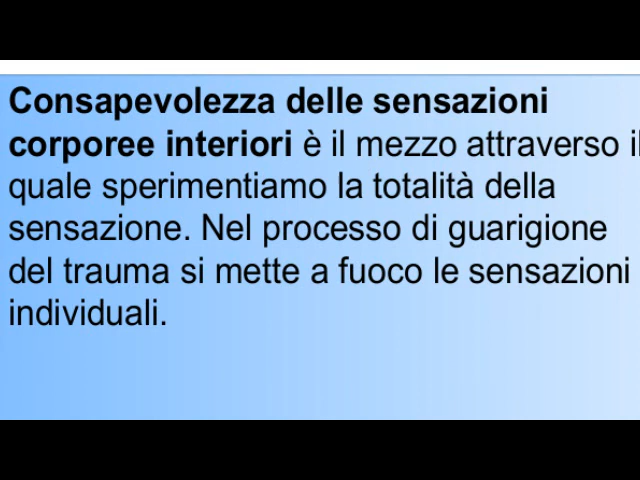 Consapevolezza delle sensazioni
corporee interiori è il mezzo attraverso il
quale sperimentiamo la totalità della
sensazione. Nel processo di guarigione
del trauma si mette a fuoco le sensazioni
individuali.